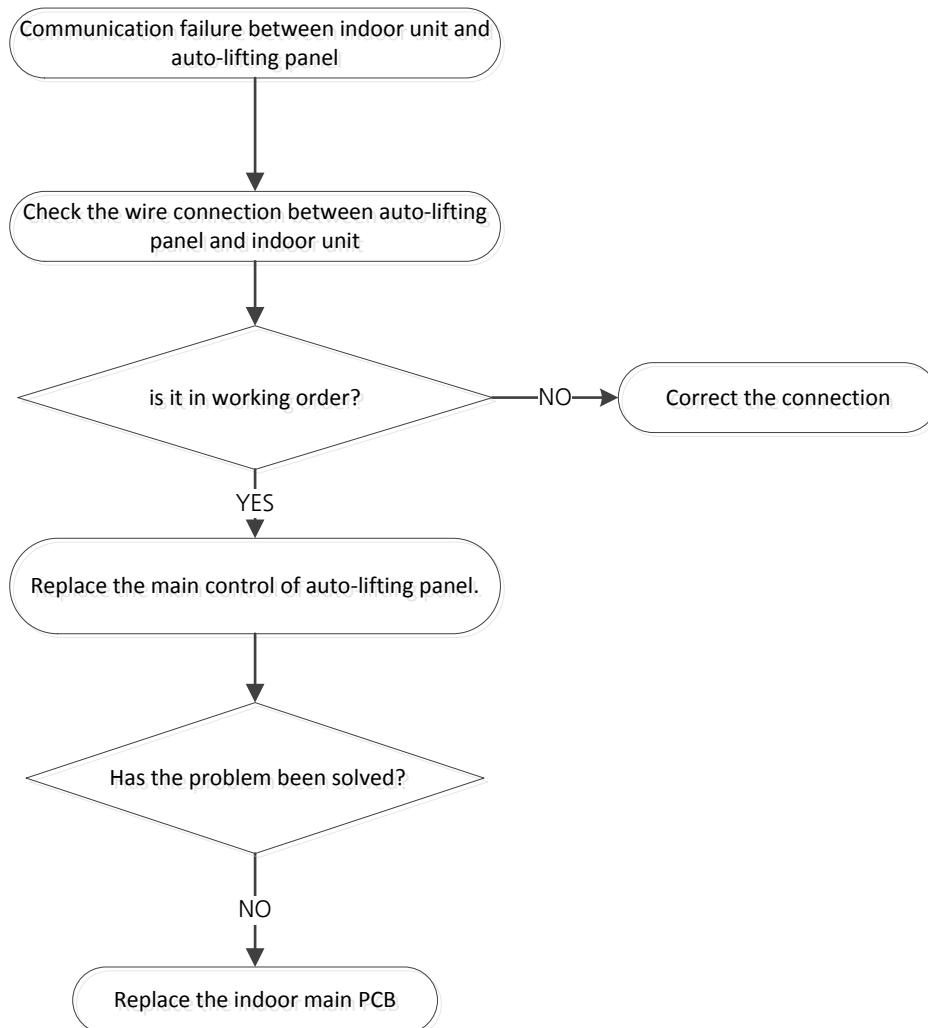 Communication failure between indoor unit and
auto-lifting panel
Check the wire connection between auto-lifting
panel and indoor unit
is it in working order?
NO
Correct the connection
YES
Replace the main control of auto-lifting panel.
Has the problem been solved?
NO
Replace the indoor main PCB